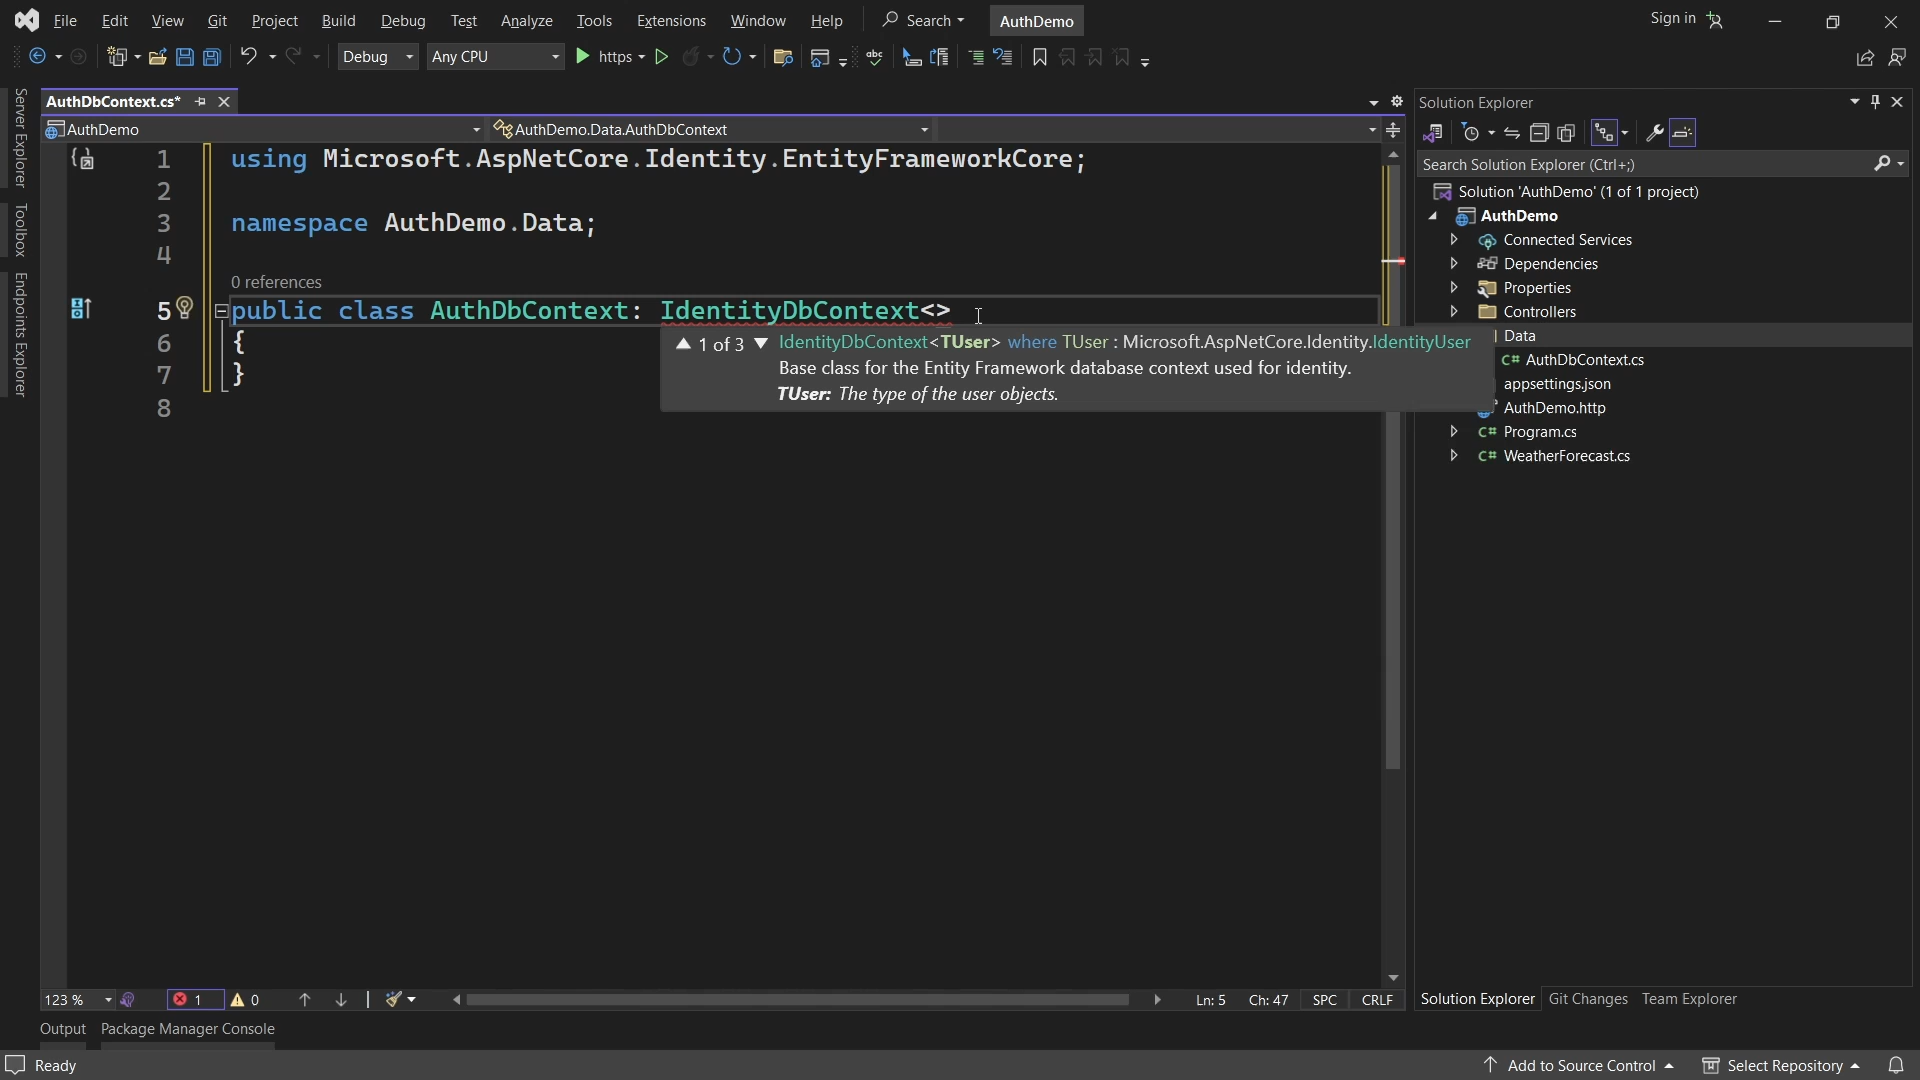 File Edit View Git Project Build Debug Test Analyze Tools Extensions Window Help Search AuthDemo Sign in
Debug Any CPU https abc
AuthDbContext.cs* Solution Explorer
AuthDemo AuthDemo.Data.AuthDbContext
Server Explorer
Toolbox
Endpoints Explorer
1 using Microsoft.AspNetCore.Identity.EntityFrameworkCore;
2
3 namespace AuthDemo.Data;
4
0 references
5 public class AuthDbContext: IdentityDbContext<>
6 {
7 }
8
1 of 3 IdentityDbContext<TUser> where TUser : Microsoft.AspNetCore.Identity.IdentityUser
Base class for the Entity Framework database context used for identity.
TUser: The type of the user objects.
Search Solution Explorer (Ctrl+;)
Solution 'AuthDemo' (1 of 1 project)
AuthDemo
Connected Services
Dependencies
Properties
Controllers
Data
C# AuthDbContext.cs
appsettings.json
AuthDemo.http
C# Program.cs
C# WeatherForecast.cs
123 % 1 0 Ln: 5 Ch: 47 SPC CRLF
Solution Explorer Git Changes Team Explorer
Output Package Manager Console
Ready Add to Source Control Select Repository